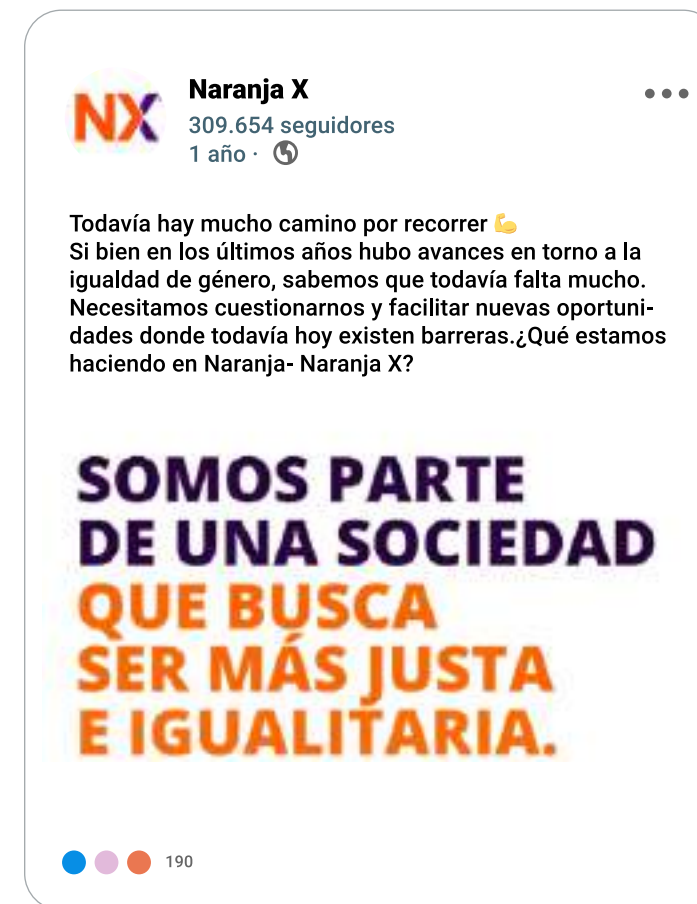 NX
Naranja X
309.654 seguidores
1 año ·
Todavía hay mucho camino por recorrer 💪
Si bien en los últimos años hubo avances en torno a la
igualdad de género, sabemos que todavía falta mucho.
Necesitamos cuestionarnos y facilitar nuevas oportuni-
dades donde todavía hoy existen barreras.¿Qué estamos
haciendo en Naranja- Naranja X?
SOMOS PARTE
DE UNA SOCIEDAD
QUE BUSCA
SER MÁS JUSTA
E IGUALITARIA.
190